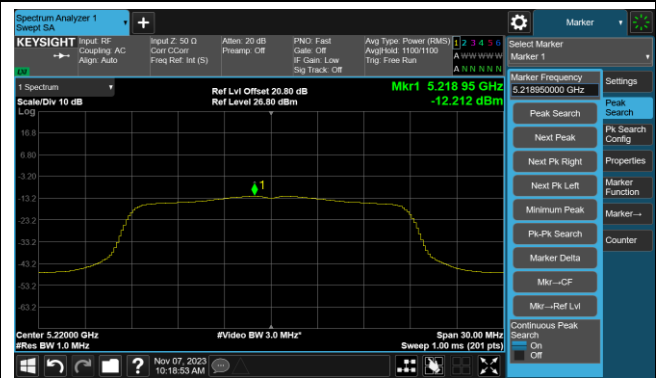 Spectrum Analyzer 1
Swept SA
Marker
KEYSIGHT
Input: RF
Coupling: AC
Align: Auto
Input Z: 50 Ω
Corr CCorr
Freq Ref: Int (S)
Atten: 20 dB
Preamp: Off
PNO: Fast
Gate: Off
IF Gain: Low
Sig Track: Off
Avg Type: Power (RMS)
Avg|Hold: 1100/1100
Trig: Free Run
1 2 3 4 5 6
A W W W W W
A N N N N N
LXI
Select Marker
Marker 1
1 Spectrum
Scale/Div 10 dB
Log
Ref Lvl Offset 20.80 dB
Ref Level 26.80 dBm
Mkr1 5.218 95 GHz
-12.212 dBm
16.8
6.80
-3.20
-13.2
-23.2
-33.2
-43.2
-53.2
-63.2
1
Center 5.22000 GHz
#Res BW 1.0 MHz
#Video BW 3.0 MHz*
Span 30.00 MHz
Sweep 1.00 ms (201 pts)
Marker Frequency
5.218950000 GHz
Peak Search
Next Peak
Next Pk Right
Next Pk Left
Minimum Peak
Pk-Pk Search
Marker Delta
Mkr→CF
Mkr→Ref Lvl
Continuous Peak
Search
On
Off
Settings
Peak
Search
Pk Search
Config
Properties
Marker
Function
Marker→
Counter
Nov 07, 2023
10:18:53 AM